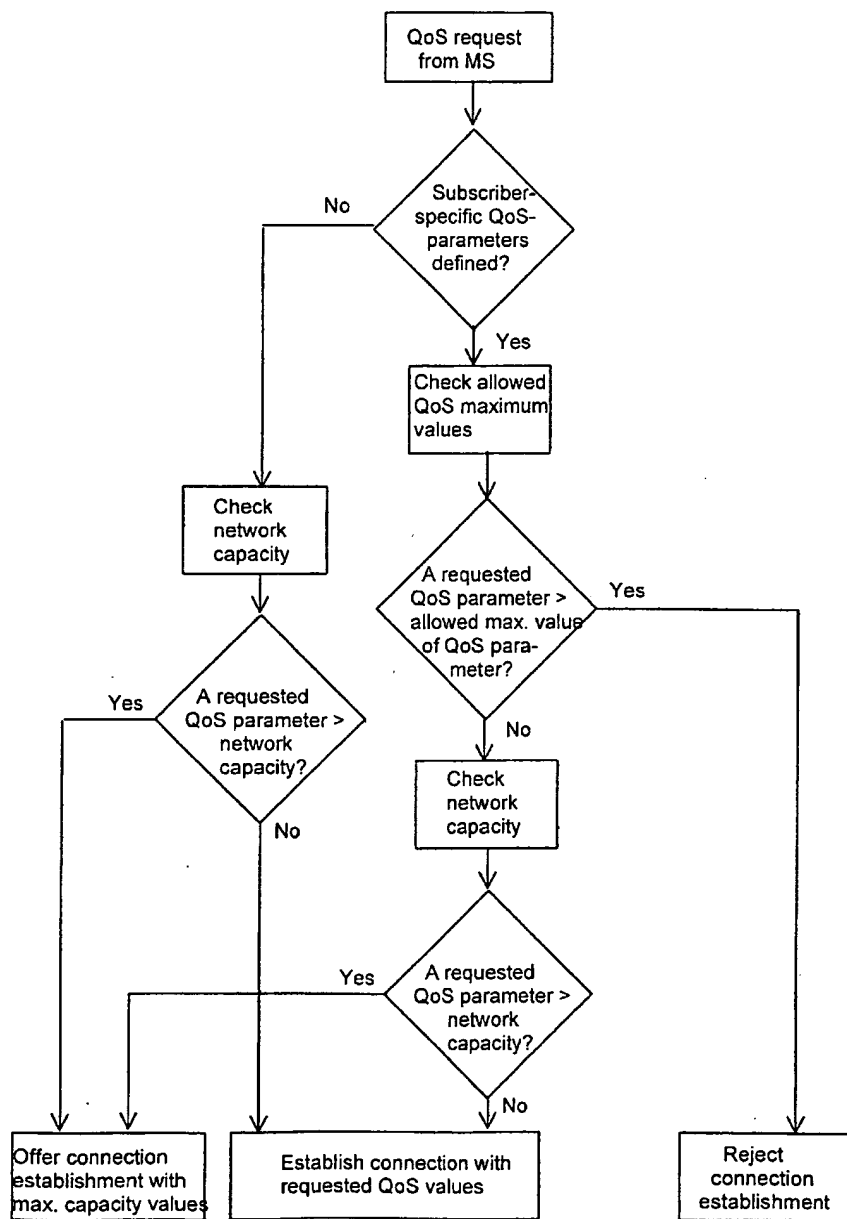 QoS request
from MS
Subscriber-
specific QoS-
parameters
defined?
No
Yes
Check allowed
QoS maximum
values
Check
network
capacity
A requested
QoS parameter >
allowed max. value
of QoS para-
meter?
Yes
A requested
QoS parameter >
network
capacity?
Yes
No
No
Check
network
capacity
A requested
QoS parameter >
network
capacity?
Yes
No
Offer connection
establishment with
max. capacity values
Establish connection with
requested QoS values
Reject
connection
establishment